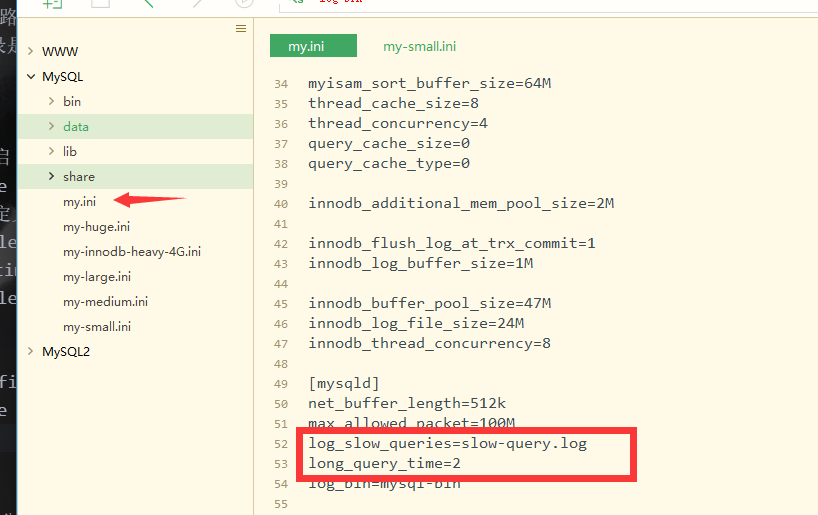 WWW
MySQL
bin
data
lib
share
my.ini
my-huge.ini
my-innodb-heavy-4G.ini
my-large.ini
my-medium.ini
my-small.ini
MySQL2
my.ini
my-small.ini
34 myisam_sort_buffer_size=64M
35 thread_cache_size=8
36 thread_concurrency=4
37 query_cache_size=0
38 query_cache_type=0
39
40 innodb_additional_mem_pool_size=2M
41
42 innodb_flush_log_at_trx_commit=1
43 innodb_log_buffer_size=1M
44
45 innodb_buffer_pool_size=47M
46 innodb_log_file_size=24M
47 innodb_thread_concurrency=8
48
49 [mysqld]
50 net_buffer_length=512k
51 max_allowed_packet=100M
52 log_slow_queries=slow-query.log
53 long_query_time=2
54 log_bin=mysql-bin
55